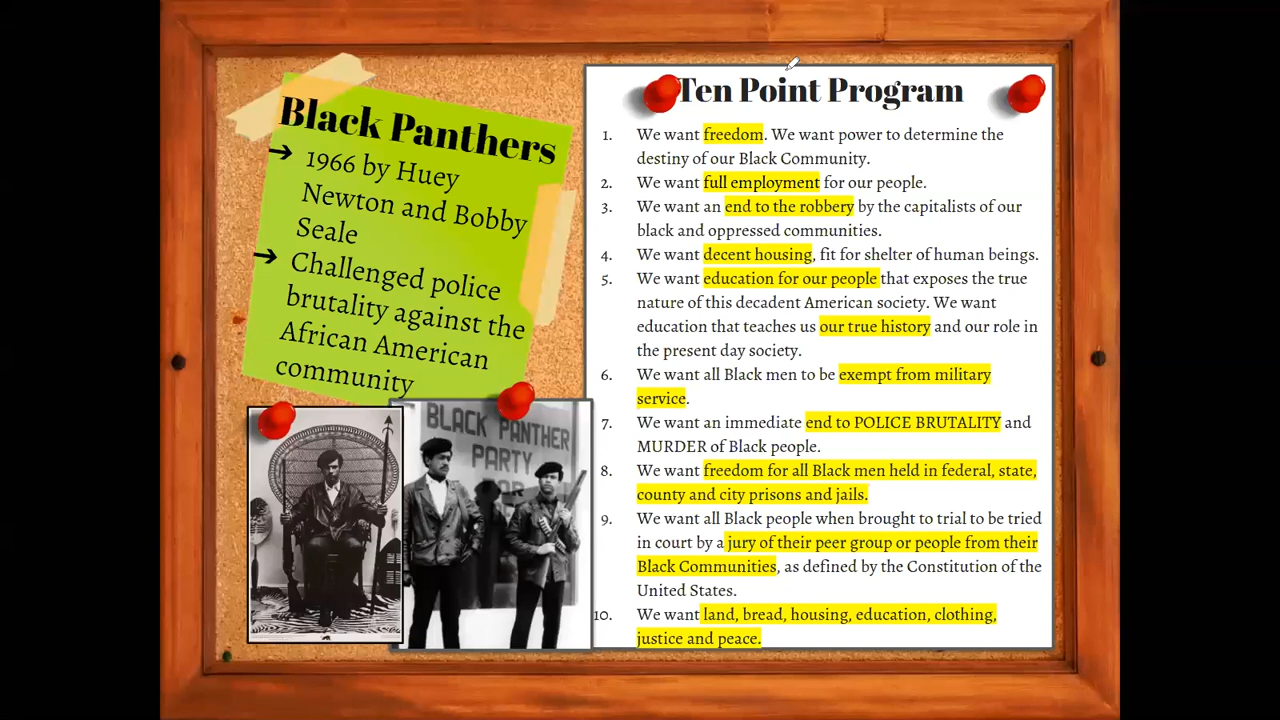 Black Panthers
➔ 1966 by Huey
Newton and Bobby
Seale
➔ Challenged police
brutality against the
African American
community
BLACK PANTHER
PARTY
FOR
Ten Point Program
1. We want freedom. We want power to determine the
destiny of our Black Community.
2. We want full employment for our people.
3. We want an end to the robbery by the capitalists of our
black and oppressed communities.
4. We want decent housing, fit for shelter of human beings.
5. We want education for our people that exposes the true
nature of this decadent American society. We want
education that teaches us our true history and our role in
the present day society.
6. We want all Black men to be exempt from military
service.
7. We want an immediate end to POLICE BRUTALITY and
MURDER of Black people.
8. We want freedom for all Black men held in federal, state,
county and city prisons and jails.
9. We want all Black people when brought to trial to be tried
in court by a jury of their peer group or people from their
Black Communities, as defined by the Constitution of the
United States.
10. We want land, bread, housing, education, clothing,
justice and peace.